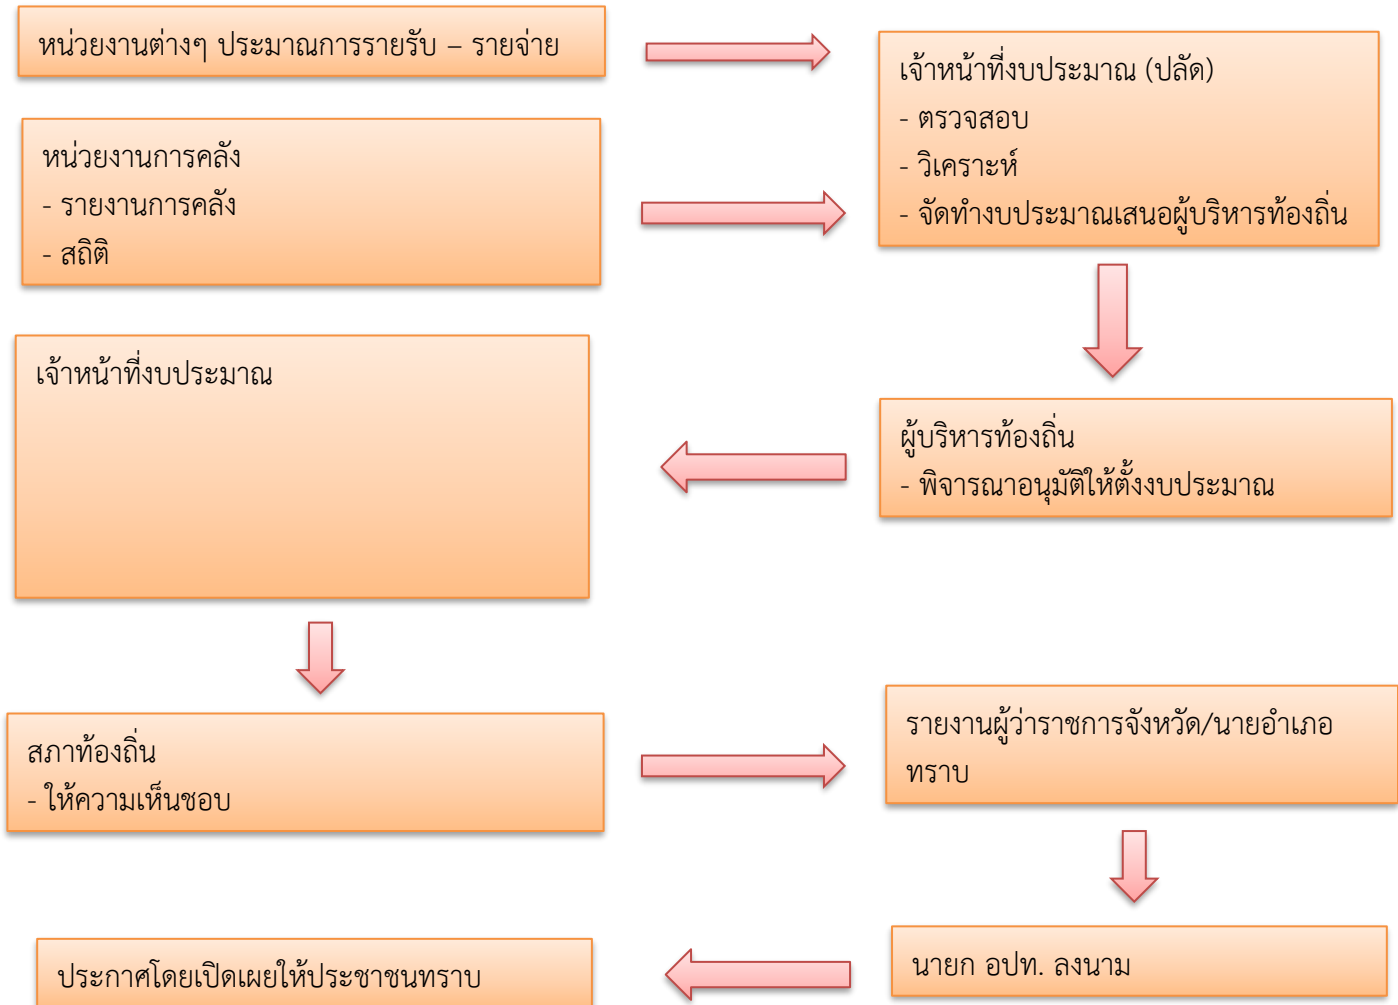 หน่วยงานต่างๆ ประมาณการรายรับ – รายจ่าย
หน่วยงานการคลัง
- รายงานการคลัง
- สถิติ
เจ้าหน้าที่งบประมาณ (ปลัด)
- ตรวจสอบ
- วิเคราะห์
- จัดทำงบประมาณเสนอผู้บริหารท้องถิ่น
ผู้บริหารท้องถิ่น
- พิจารณาอนุมัติให้ตั้งงบประมาณ
เจ้าหน้าที่งบประมาณ
สภาท้องถิ่น
- ให้ความเห็นชอบ
รายงานผู้ว่าราชการจังหวัด/นายอำเภอ
ทราบ
นายก อปท. ลงนาม
ประกาศโดยเปิดเผยให้ประชาชนทราบ